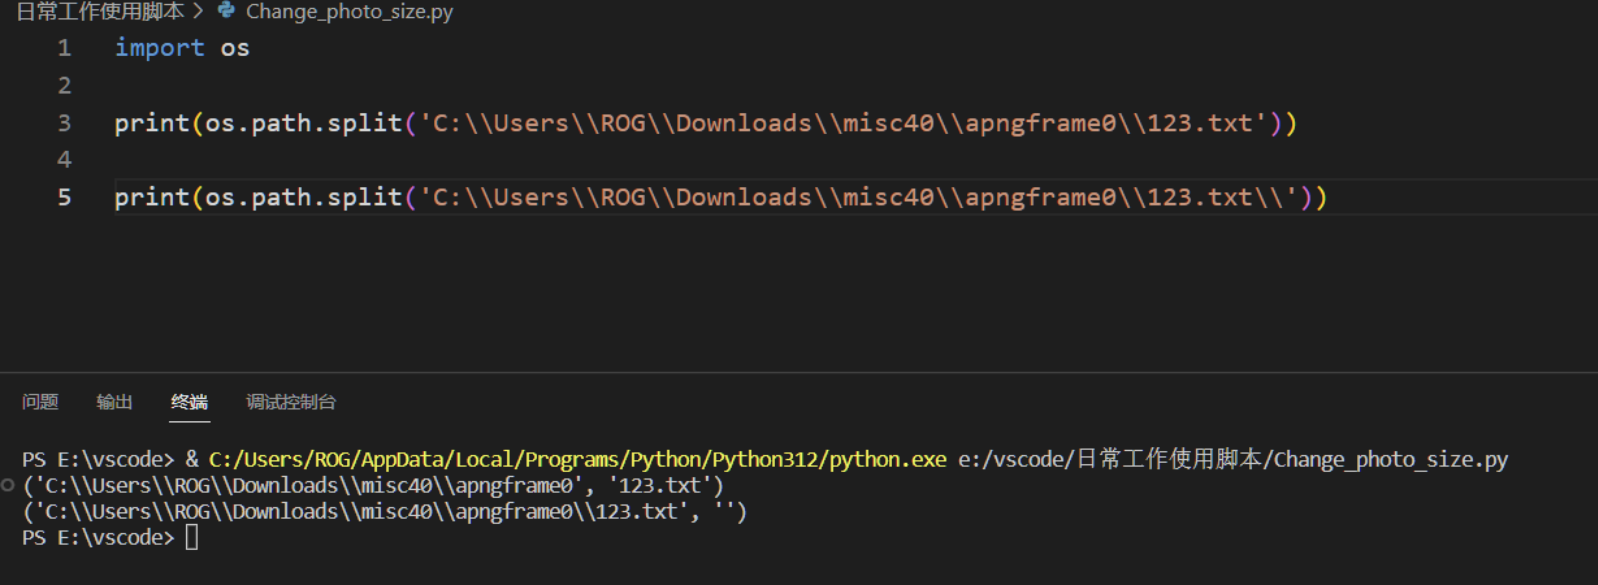 日常工作使用脚本 > Change_photo_size.py
1 import os
2
3 print(os.path.split('C:\\Users\\ROG\\Downloads\\misc40\\apngframe0\\123.txt'))
4
5 print(os.path.split('C:\\Users\\ROG\\Downloads\\misc40\\apngframe0\\123.txt\\'))
问题 输出 终端 调试控制台
PS E:\vscode> & C:/Users/ROG/AppData/Local/Programs/Python/Python312/python.exe e:/vscode/日常工作使用脚本/Change_photo_size.py
('C:\\Users\\ROG\\Downloads\\misc40\\apngframe0', '123.txt')
('C:\\Users\\ROG\\Downloads\\misc40\\apngframe0\\123.txt', '')
PS E:\vscode>